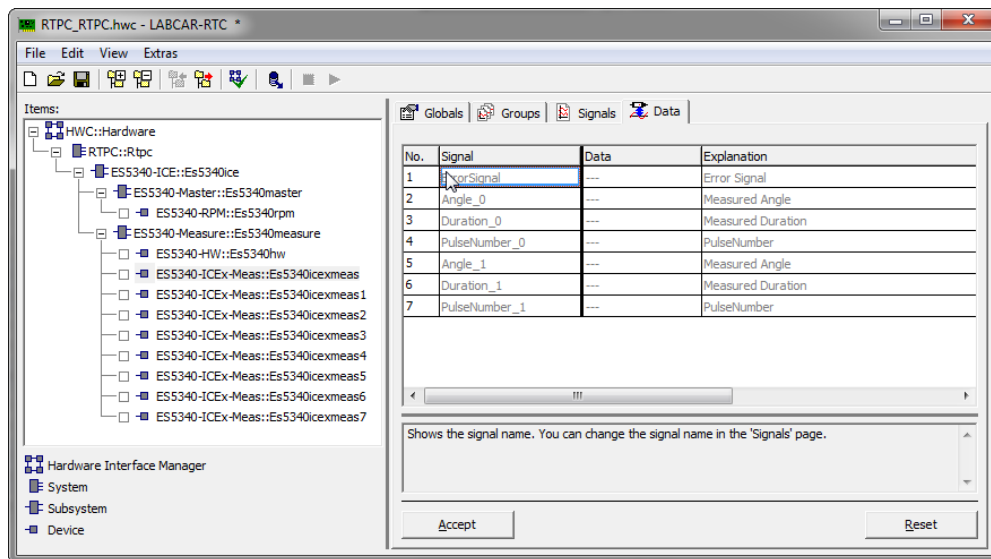 RTPC_RTPC.hwc - LABCAR-RTC *
File Edit View Extras
Items:
HWC::Hardware
RTPC::Rtpc
ES5340-ICE::Es5340ice
ES5340-Master::Es5340master
ES5340-RPM::Es5340rpm
ES5340-Measure::Es5340measure
ES5340-HW::Es5340hw
ES5340-ICEx-Meas::Es5340icexmeas
ES5340-ICEx-Meas::Es5340icexmeas1
ES5340-ICEx-Meas::Es5340icexmeas2
ES5340-ICEx-Meas::Es5340icexmeas3
ES5340-ICEx-Meas::Es5340icexmeas4
ES5340-ICEx-Meas::Es5340icexmeas5
ES5340-ICEx-Meas::Es5340icexmeas6
ES5340-ICEx-Meas::Es5340icexmeas7
Hardware Interface Manager
System
Subsystem
Device
Globals Groups Signals Data
No. Signal Data Explanation
1 ErrorSignal --- Error Signal
2 Angle_0 --- Measured Angle
3 Duration_0 --- Measured Duration
4 PulseNumber_0 --- PulseNumber
5 Angle_1 --- Measured Angle
6 Duration_1 --- Measured Duration
7 PulseNumber_1 --- PulseNumber
Shows the signal name. You can change the signal name in the 'Signals' page.
Accept Reset